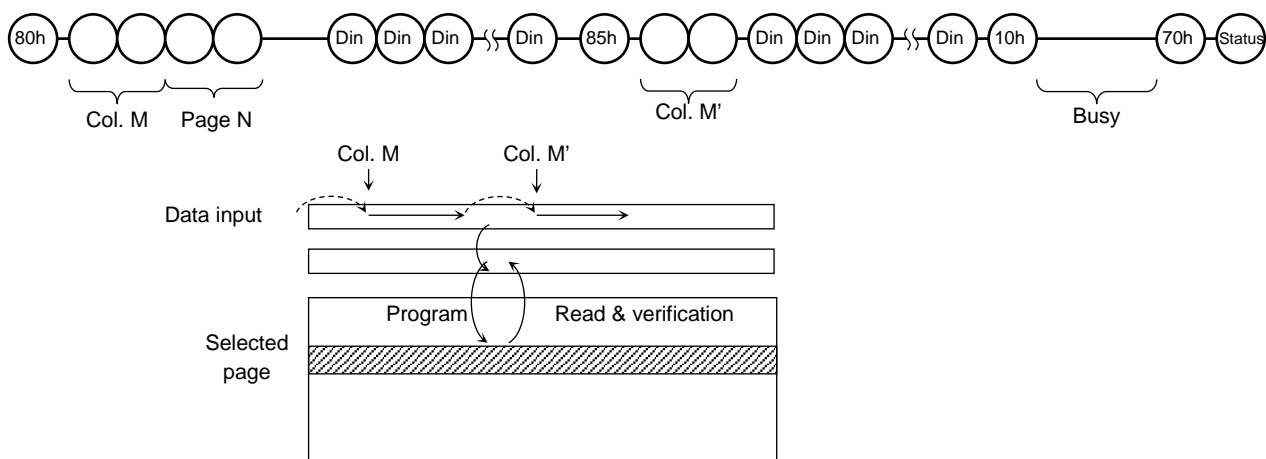 80h Din Din Din Din 85h Din Din Din Din 10h 70h Status
Col. M Page N Col. M’ Busy
Col. M Col. M’
Data input
Program Read & verification
Selected
page